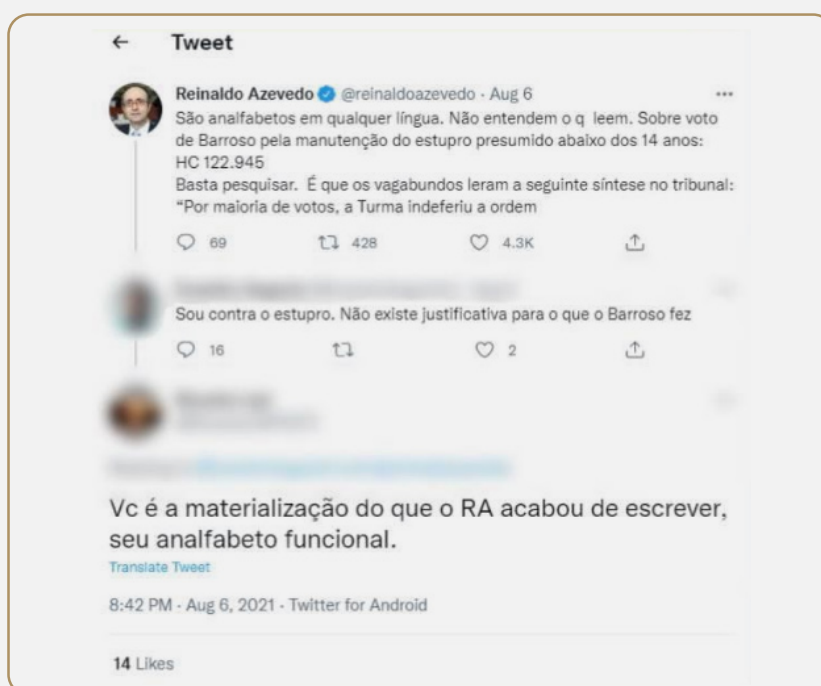 ← Tweet
Reinaldo Azevedo @reinaldoazevedo · Aug 6
São analfabetos em qualquer língua. Não entendem o q leem. Sobre voto
de Barroso pela manutenção do estupro presumido abaixo dos 14 anos:
HC 122.945
Basta pesquisar. É que os vagabundos leram a seguinte síntese no tribunal:
“Por maioria de votos, a Turma indeferiu a ordem
69 428 4.3K
Sou contra o estupro. Não existe justificativa para o que o Barroso fez
16 2
Vc é a materialização do que o RA acabou de escrever,
seu analfabeto funcional.
Translate Tweet
8:42 PM · Aug 6, 2021 · Twitter for Android
14 Likes